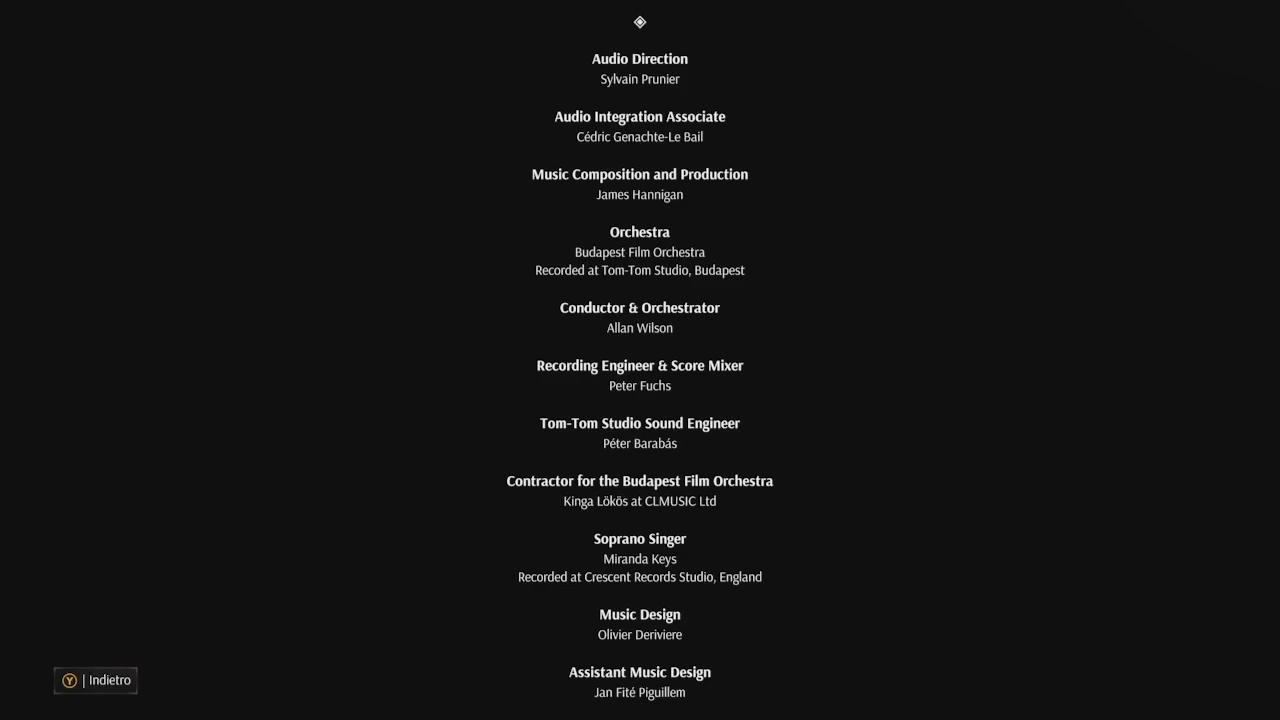 Audio Direction
Sylvain Prunier
Audio Integration Associate
Cédric Genachte-Le Bail
Music Composition and Production
James Hannigan
Orchestra
Budapest Film Orchestra
Recorded at Tom-Tom Studio, Budapest
Conductor & Orchestrator
Allan Wilson
Recording Engineer & Score Mixer
Peter Fuchs
Tom-Tom Studio Sound Engineer
Péter Barabás
Contractor for the Budapest Film Orchestra
Kinga Lökös at CLMUSIC Ltd
Soprano Singer
Miranda Keys
Recorded at Crescent Records Studio, England
Music Design
Olivier Deriviere
Assistant Music Design
Jan Fité Piguillem
Y | Indietro